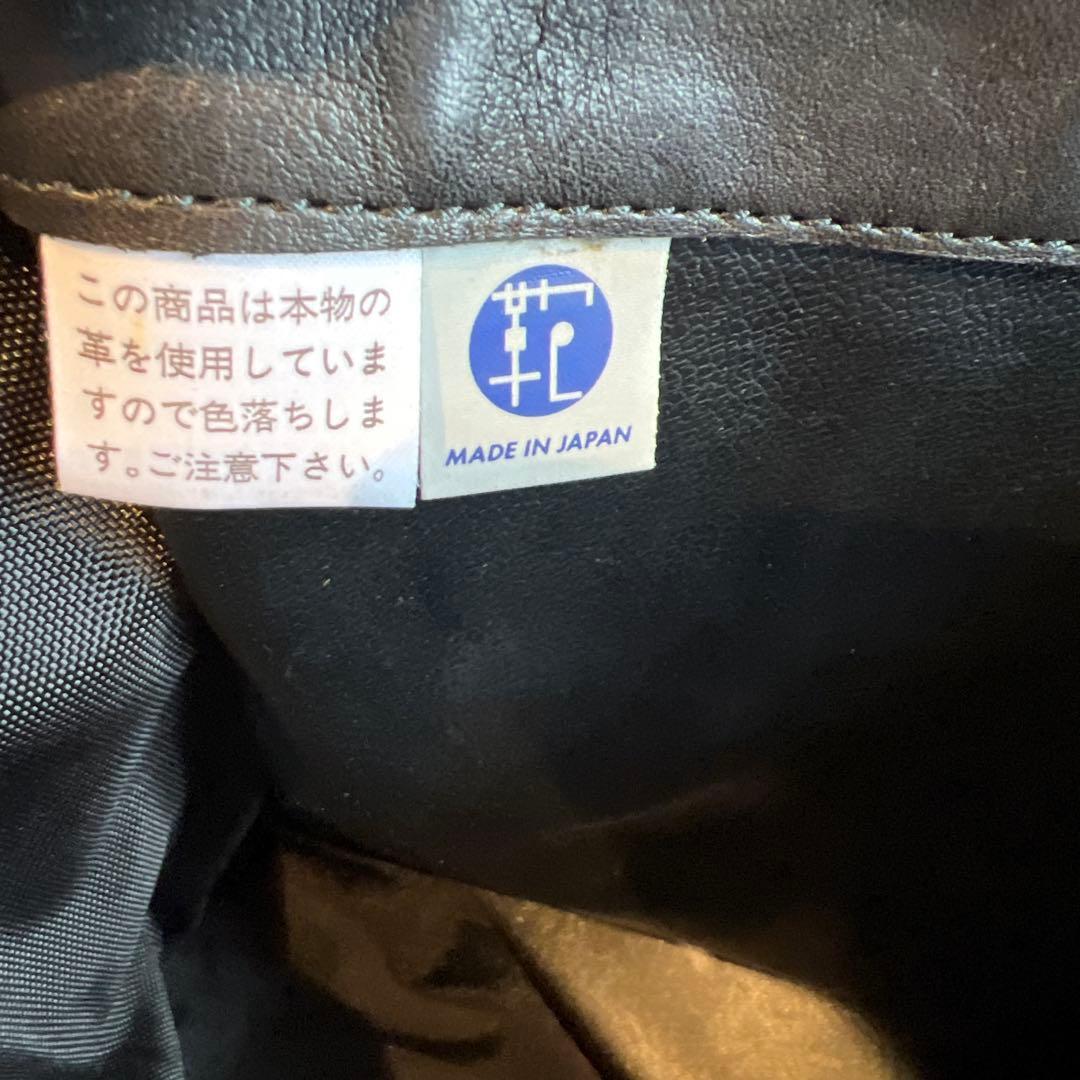 この商品は本物の
革を使用していま
すので色落ちしま
す。ご注意下さい。
鞄
MADE IN JAPAN